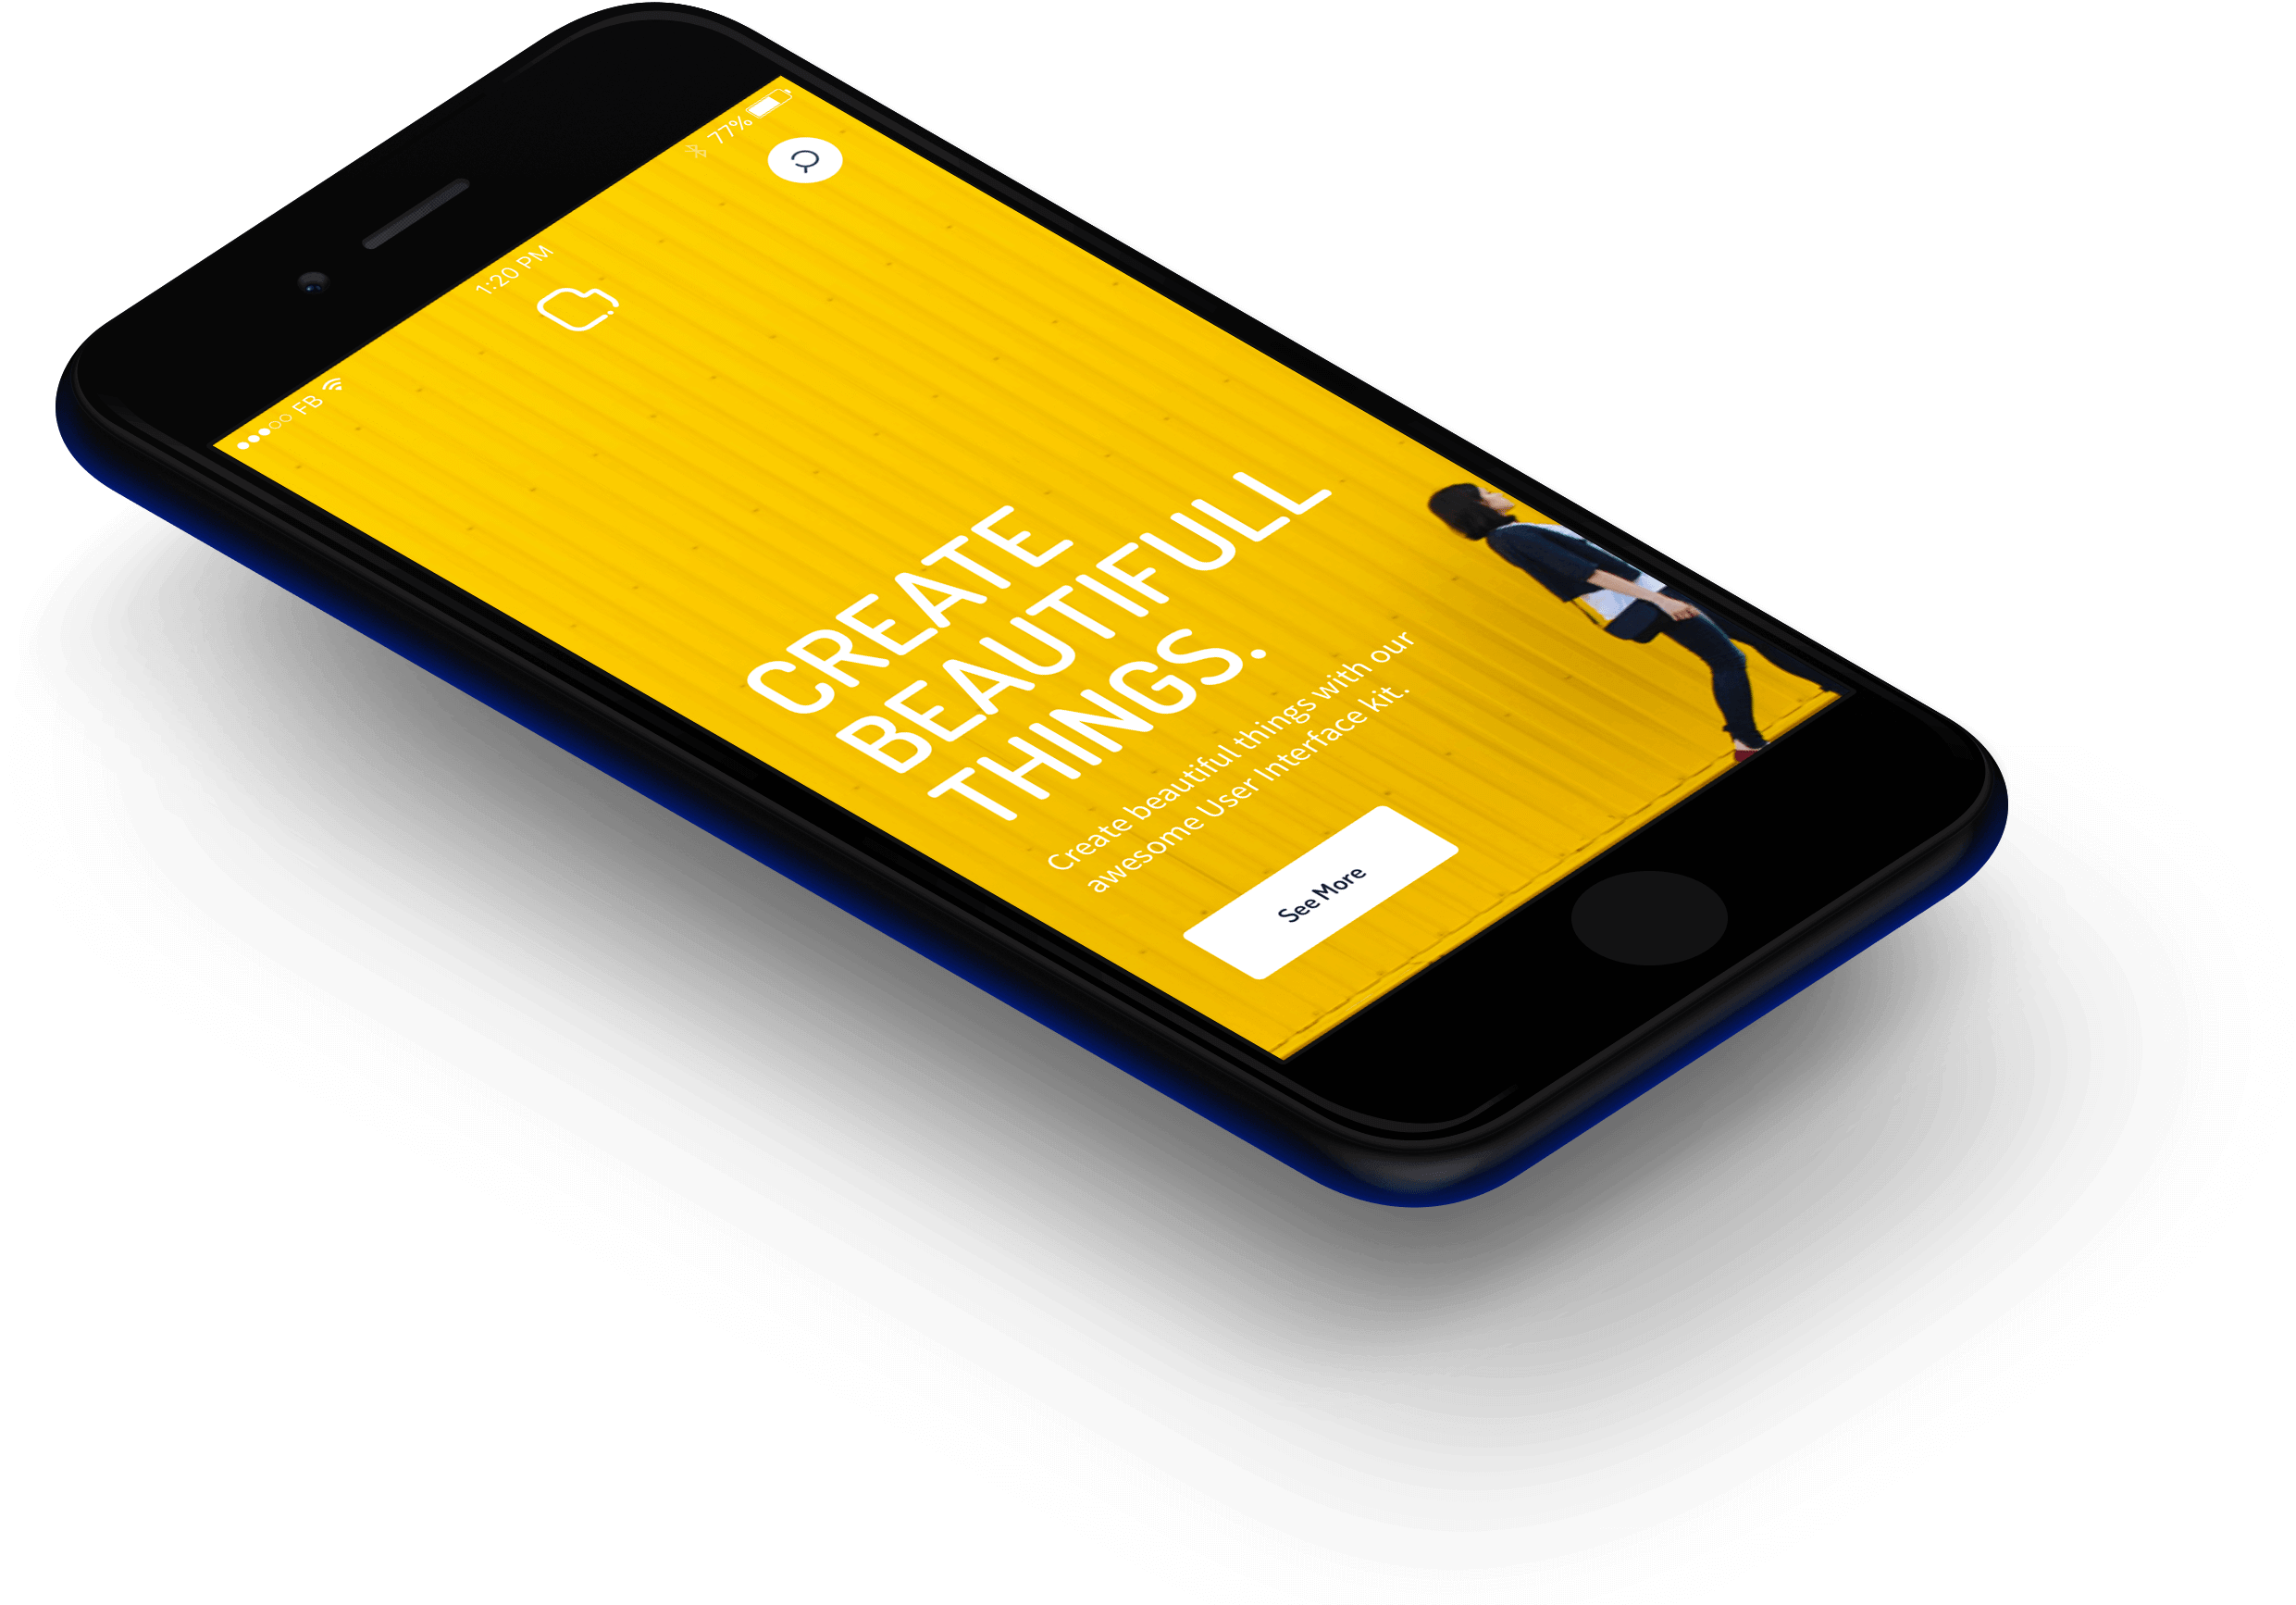 FB 1:20 PM 77%
CREATE
BEAUTIFULL
THINGS.
Create beautiful things with our
awesome User Interface kit.
See More